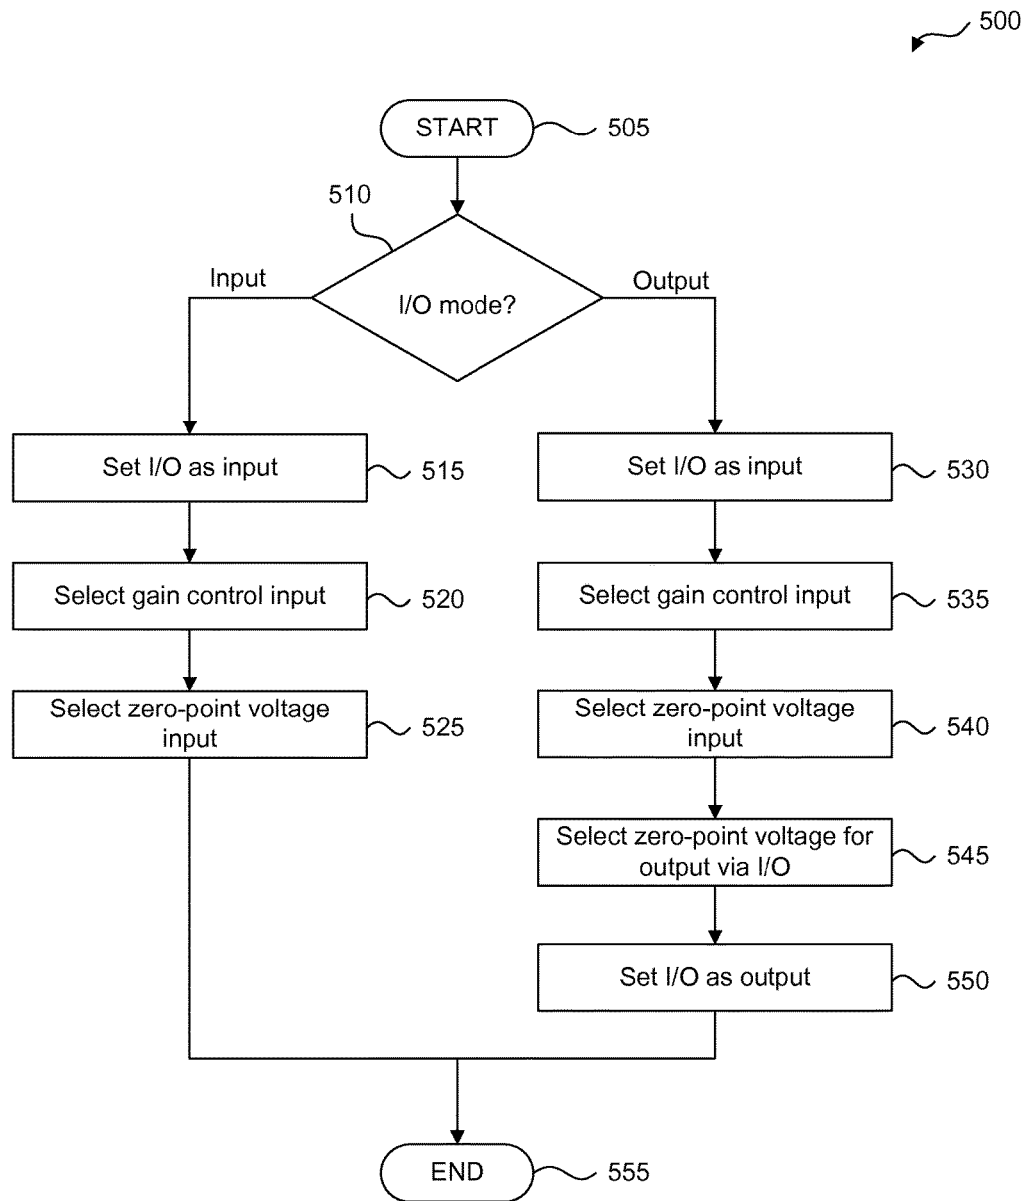 500
START
505
510
Input
Output
I/O mode?
Set I/O as input
515
Set I/O as input
530
Select gain control input
520
Select gain control input
535
Select zero-point voltage
input
525
Select zero-point voltage
input
540
Select zero-point voltage for
output via I/O
545
Set I/O as output
550
END
555